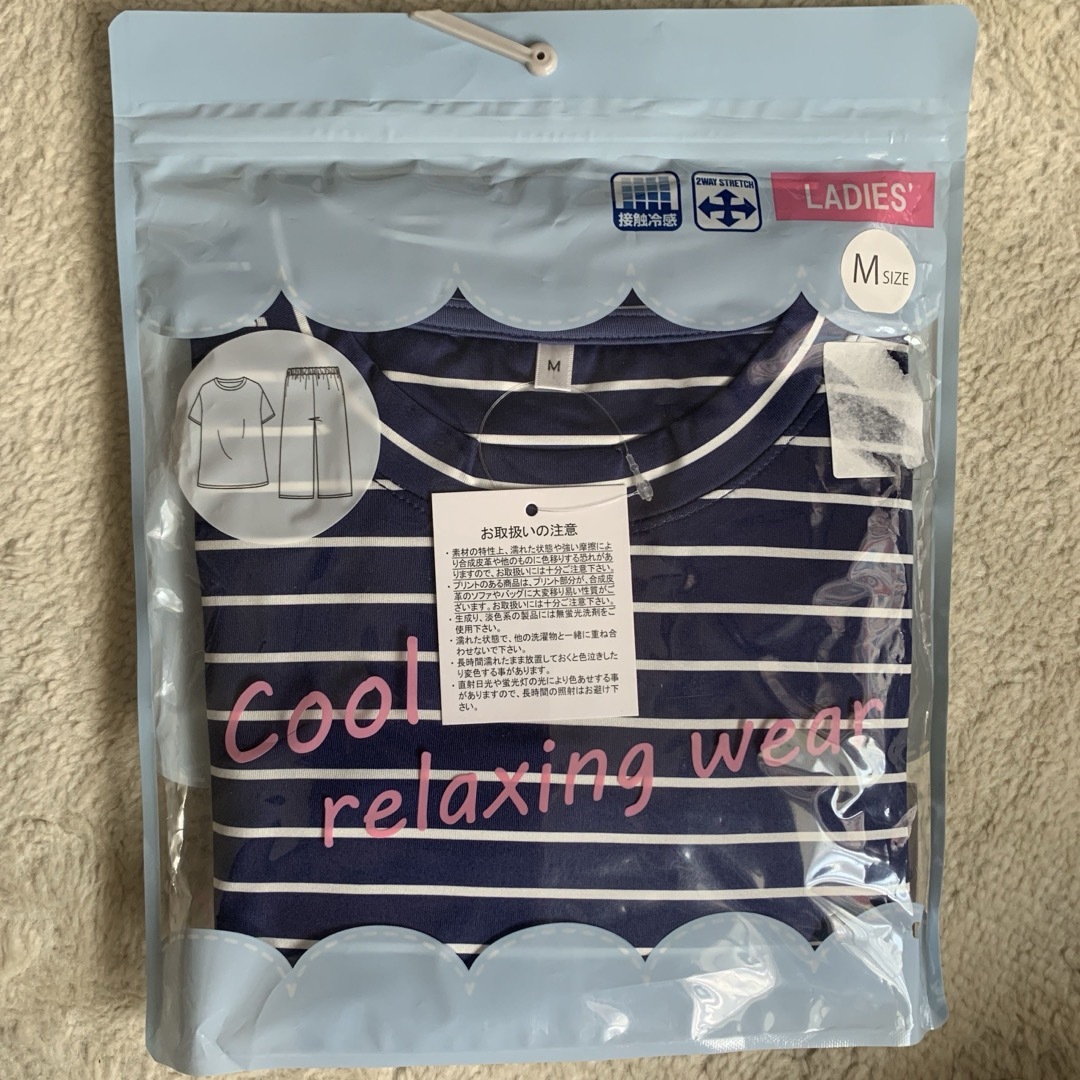 接触冷感
2WAY STRETCH
LADIES'
M SIZE
M
お取扱いの注意
・素材の特性上、濡れた状態や強い摩擦によ
り合成皮革や他のものに色移りする恐れがあ
りますので、お取扱いには十分ご注意下さい。
・プリントのある商品は、プリント部分が、合成皮
革のソファやバッグに大変移り易い性質がご
ざいます。お取扱いには十分ご注意下さい。
・生成り、淡色系の製品には無蛍光洗剤をご
使用下さい。
・濡れた状態で、他の洗濯物と一緒に重ね合
わせないで下さい。
・長時間濡れたまま放置しておくと色泣きした
り変色する事があります。
・直射日光や蛍光灯の光により色あせする事
がありますので、長時間の照射はお避け下
さい。
Cool
relaxing wear